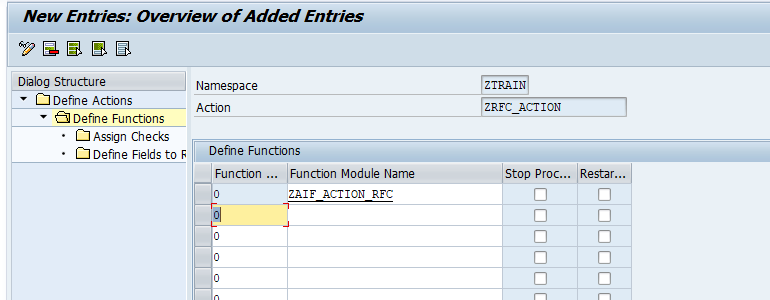 New Entries: Overview of Added Entries
Dialog Structure
Define Actions
Define Functions
Assign Checks
Define Fields to R
Namespace ZTRAIN
Action ZRFC_ACTION
Define Functions
Function ... Function Module Name Stop Proc... Restar...
0 ZAIF_ACTION_RFC
0
0
0
0
0